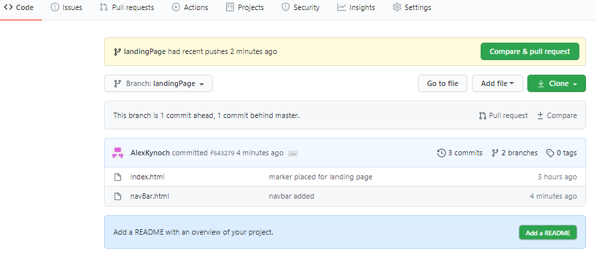 Code Issues Pull requests Actions Projects Security Insights Settings
landingPage had recent pushes 2 minutes ago Compare & pull request
Branch: landingPage Go to file Add file Clone
This branch is 1 commit ahead, 1 commit behind master. Pull request Compare
AlexKynoch committed f543279 4 minutes ago ... 3 commits 2 branches 0 tags
index.html marker placed for landing page 3 hours ago
navBar.html navbar added 4 minutes ago
Add a README with an overview of your project. Add a README